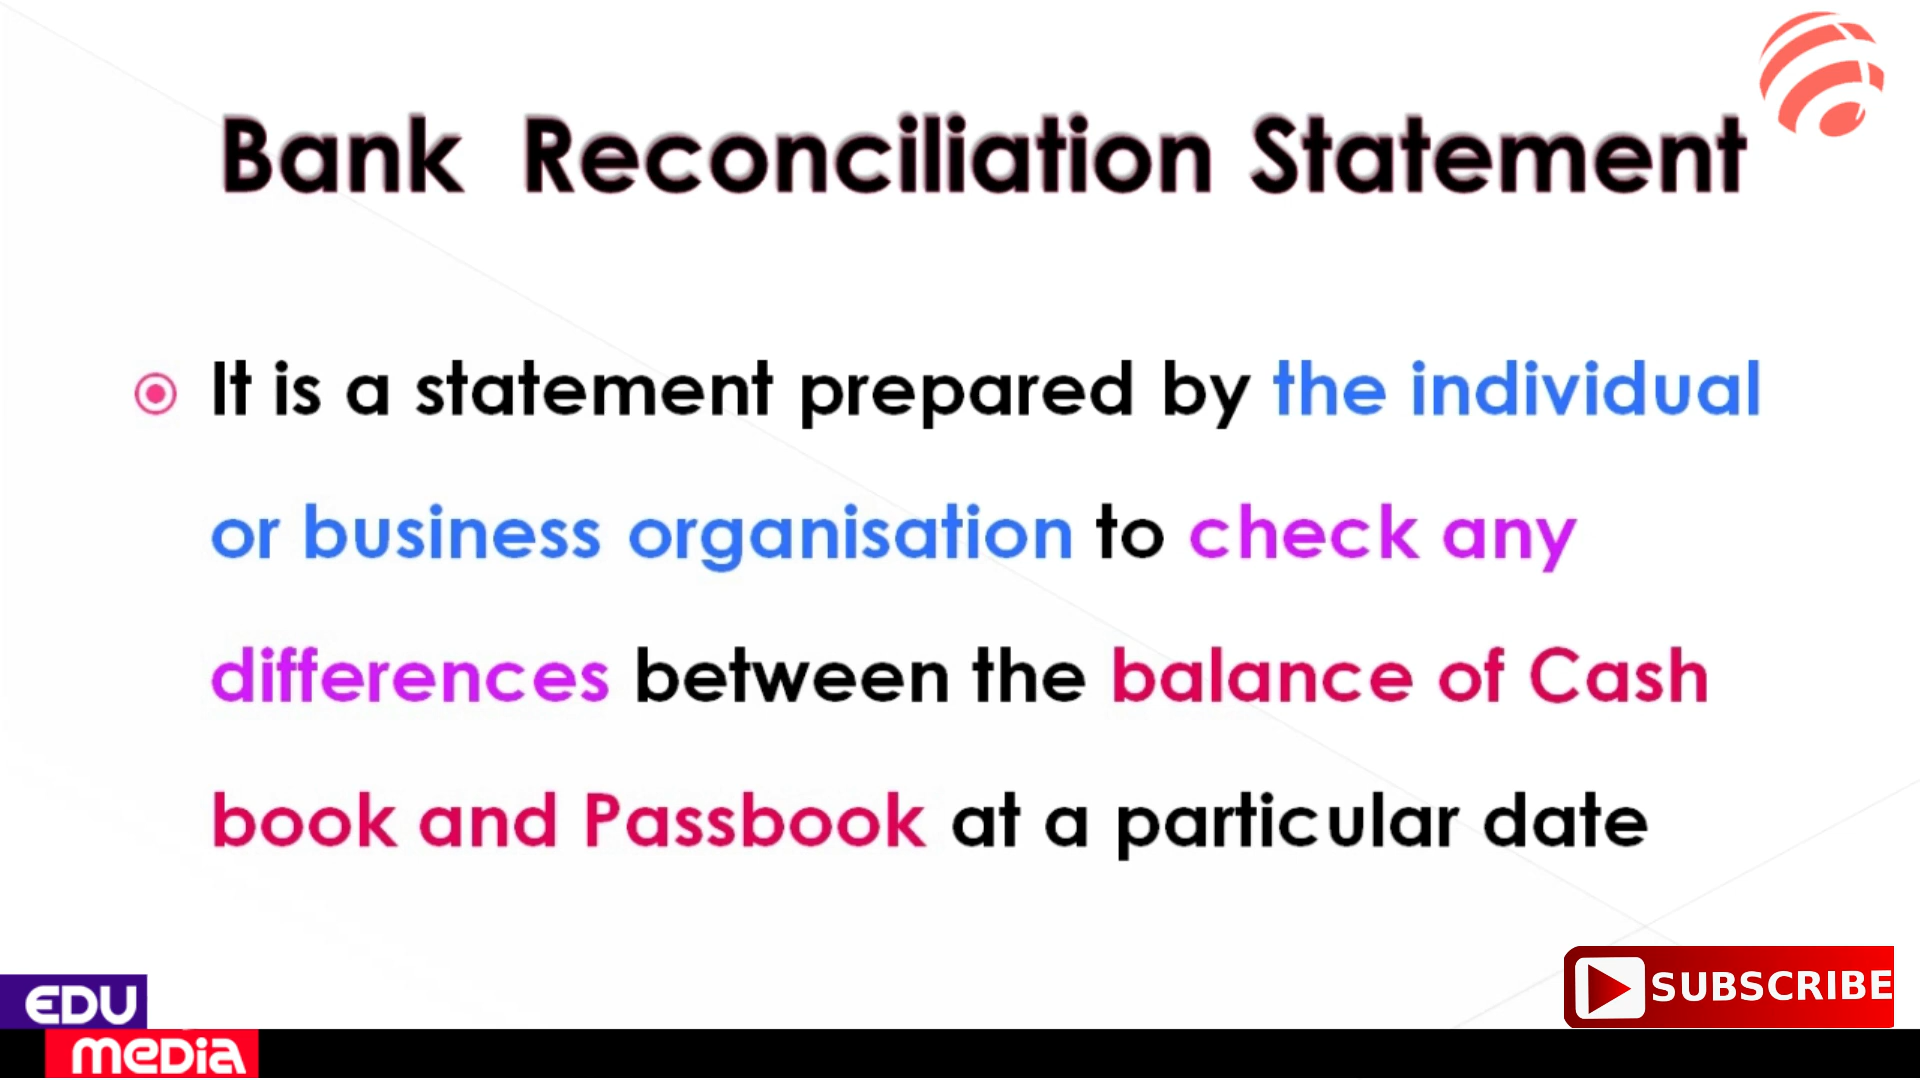 Bank Reconciliation Statement
It is a statement prepared by the individual
or business organisation to check any
differences between the balance of Cash
book and Passbook at a particular date
SUBSCRIBE
EDU
meDia